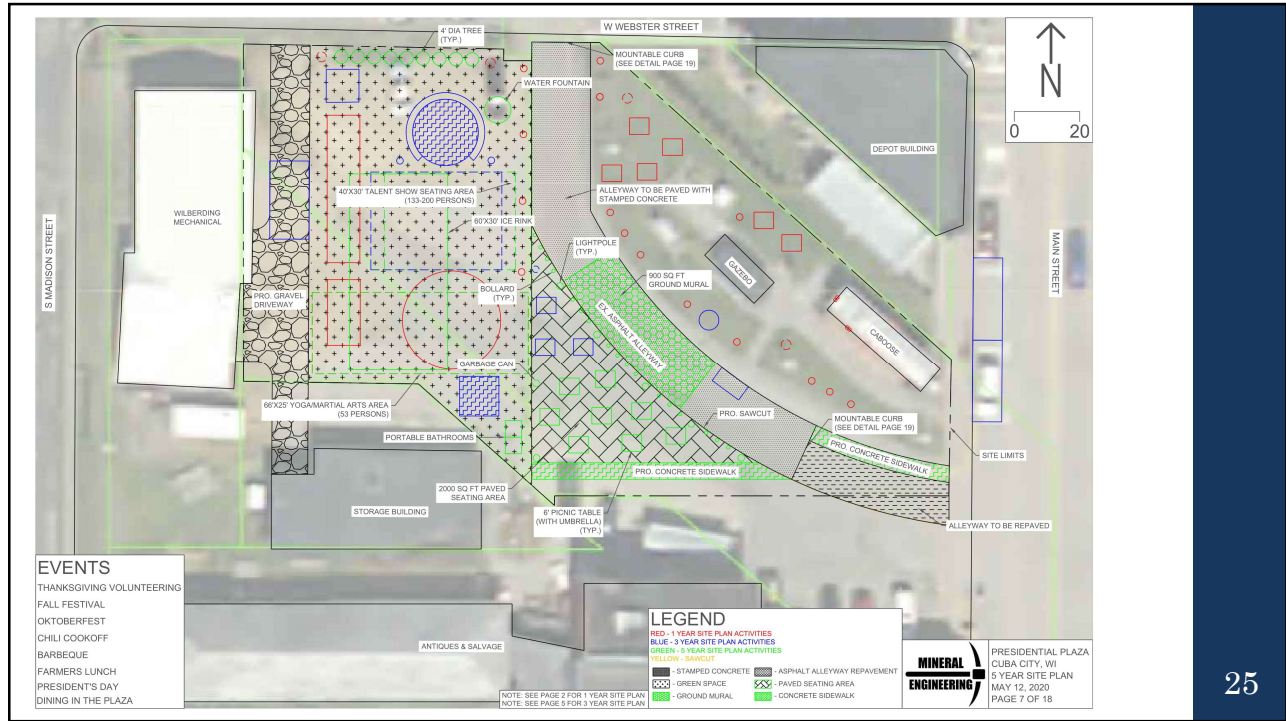 W WEBSTER STREET
4' DIA TREE
(TYP.)
MOUNTABLE CURB
(SEE DETAIL PAGE 19)
WATER FOUNTAIN
N
0 20
DEPOT BUILDING
40'X30' TALENT SHOW SEATING AREA
(133-200 PERSONS)
ALLEYWAY TO BE PAVED WITH
STAMPED CONCRETE
WILBERDING
MECHANICAL
60'X30' ICE RINK
S MADISON STREET
MAIN STREET
LIGHTPOLE
(TYP.)
GAZEBO
900 SQ FT
GROUND MURAL
BOLLARD
(TYP.)
PRO. GRAVEL
DRIVEWAY
EX. ASPHALT ALLEYWAY
CABOOSE
GARBAGE CAN
66'X25' YOGA/MARTIAL ARTS AREA
(53 PERSONS)
PRO. SAWCUT
MOUNTABLE CURB
(SEE DETAIL PAGE 19)
PORTABLE BATHROOMS
PRO. CONCRETE SIDEWALK
SITE LIMITS
PRO. CONCRETE SIDEWALK
2000 SQ FT PAVED
SEATING AREA
STORAGE BUILDING
6' PICNIC TABLE
(WITH UMBRELLA)
(TYP.)
ALLEYWAY TO BE REPAVED
EVENTS
THANKSGIVING VOLUNTEERING
FALL FESTIVAL
OKTOBERFEST
CHILI COOKOFF
BARBEQUE
FARMERS LUNCH
PRESIDENT'S DAY
DINING IN THE PLAZA
ANTIQUES & SALVAGE
NOTE: SEE PAGE 2 FOR 1 YEAR SITE PLAN
NOTE: SEE PAGE 5 FOR 3 YEAR SITE PLAN
LEGEND
RED - 1 YEAR SITE PLAN ACTIVITIES
BLUE - 3 YEAR SITE PLAN ACTIVITIES
GREEN - 5 YEAR SITE PLAN ACTIVITIES
YELLOW - SAWCUT
- STAMPED CONCRETE - ASPHALT ALLEYWAY REPAVEMENT
- GREEN SPACE - PAVED SEATING AREA
- GROUND MURAL - CONCRETE SIDEWALK
MINERAL
ENGINEERING
PRESIDENTIAL PLAZA
CUBA CITY, WI
5 YEAR SITE PLAN
MAY 12, 2020
PAGE 7 OF 18
25